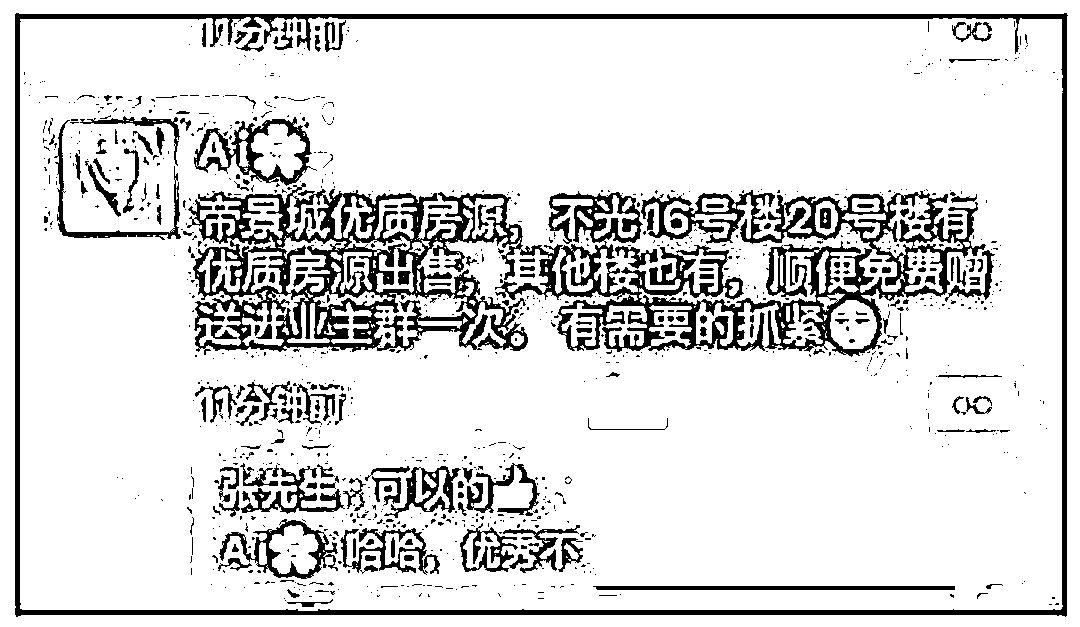 11分钟前
Ai
帝景城优质房源，不光16号楼20号楼有
优质房源出售，其他楼也有，顺便免费赠
送进业主群一次。有需要的抓紧
11分钟前
张先生：可以的
Ai：哈哈，优秀不